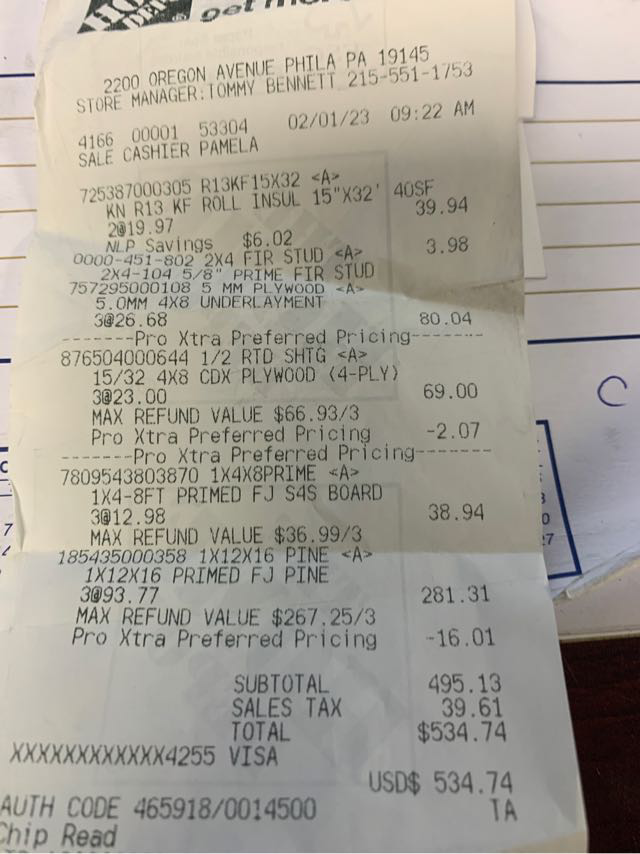 2200 OREGON AVENUE PHILA PA 19145
STORE MANAGER:TOMMY BENNETT 215-551-1753
4166 00001 53304 02/01/23 09:22 AM
SALE CASHIER PAMELA
725387000305 R13KF15X32 <A>
KN R13 KF ROLL INSUL 15"X32' 40SF
2@19.97 39.94
NLP Savings $6.02
0000-451-802 2X4 FIR STUD <A> 3.98
2X4-104 5/8" PRIME FIR STUD
757295000108 5 MM PLYWOOD <A>
5.0MM 4X8 UNDERLAYMENT
3@26.68 80.04
-------Pro Xtra Preferred Pricing-------
876504000644 1/2 RTD SHTG <A>
15/32 4X8 CDX PLYWOOD (4-PLY)
3@23.00 69.00
MAX REFUND VALUE $66.93/3
Pro Xtra Preferred Pricing -2.07
-------Pro Xtra Preferred Pricing-------
7809543803870 1X4X8PRIME <A>
1X4-8FT PRIMED FJ S4S BOARD
3@12.98 38.94
MAX REFUND VALUE $36.99/3
185435000358 1X12X16 PINE <A>
1X12X16 PRIMED FJ PINE
3@93.77 281.31
MAX REFUND VALUE $267.25/3
Pro Xtra Preferred Pricing -16.01
SUBTOTAL 495.13
SALES TAX 39.61
TOTAL $534.74
XXXXXXXXXXXX4255 VISA
USD$ 534.74
AUTH CODE 465918/0014500 TA
Chip Read